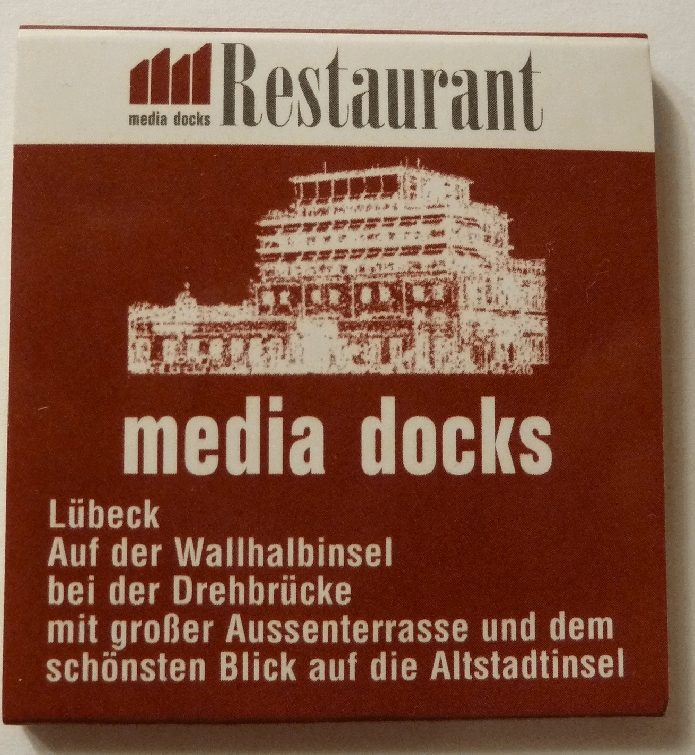 media docks Restaurant
media docks
Lübeck
Auf der Wallhalbinsel
bei der Drehbrücke
mit großer Aussenterrasse und dem
schönsten Blick auf die Altstadtinsel